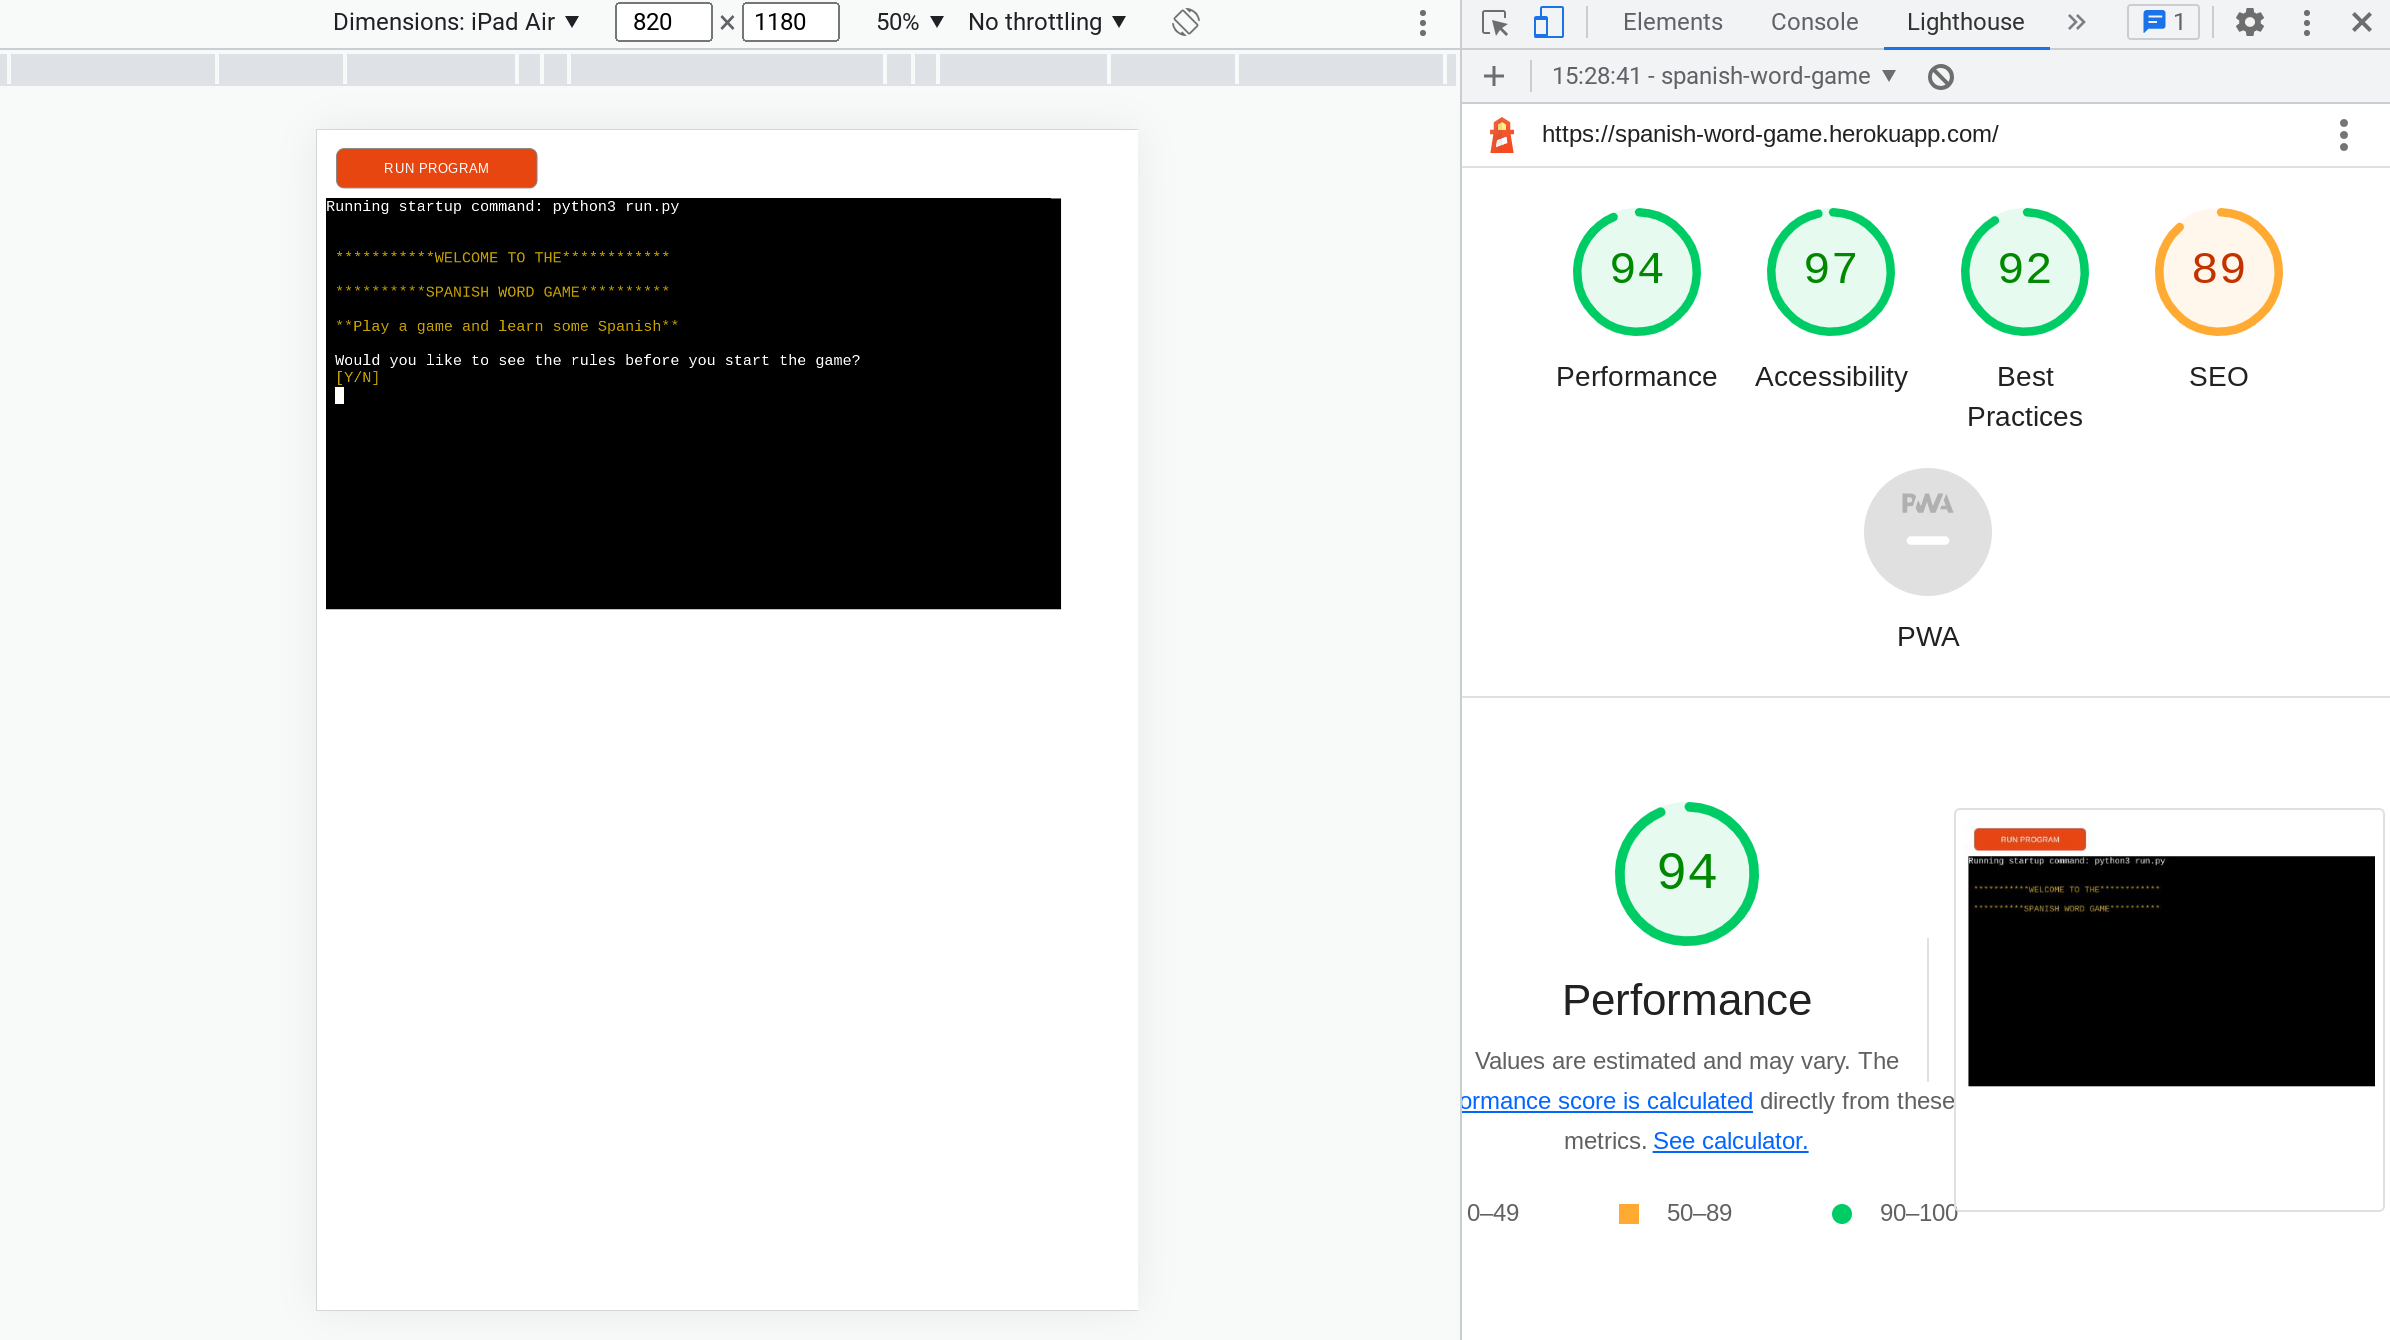 Dimensions: iPad Air ▼ 820 × 1180 50% ▼ No throttling ▼
RUN PROGRAM
Running startup command: python3 run.py
***********WELCOME TO THE************
**********SPANISH WORD GAME**********
**Play a game and learn some Spanish**
Would you like to see the rules before you start the game?
[Y/N]
Elements Console Lighthouse 1
15:28:41 - spanish-word-game ▼
https://spanish-word-game.herokuapp.com/
94 97 92 89
Performance Accessibility Best Practices SEO
PWA
PWA
94
Performance
Values are estimated and may vary. The
ormance score is calculated directly from these
metrics. See calculator.
0–49 50–89 90–100
RUN PROGRAM
Running startup command: python3 run.py
***********WELCOME TO THE************
**********SPANISH WORD GAME**********